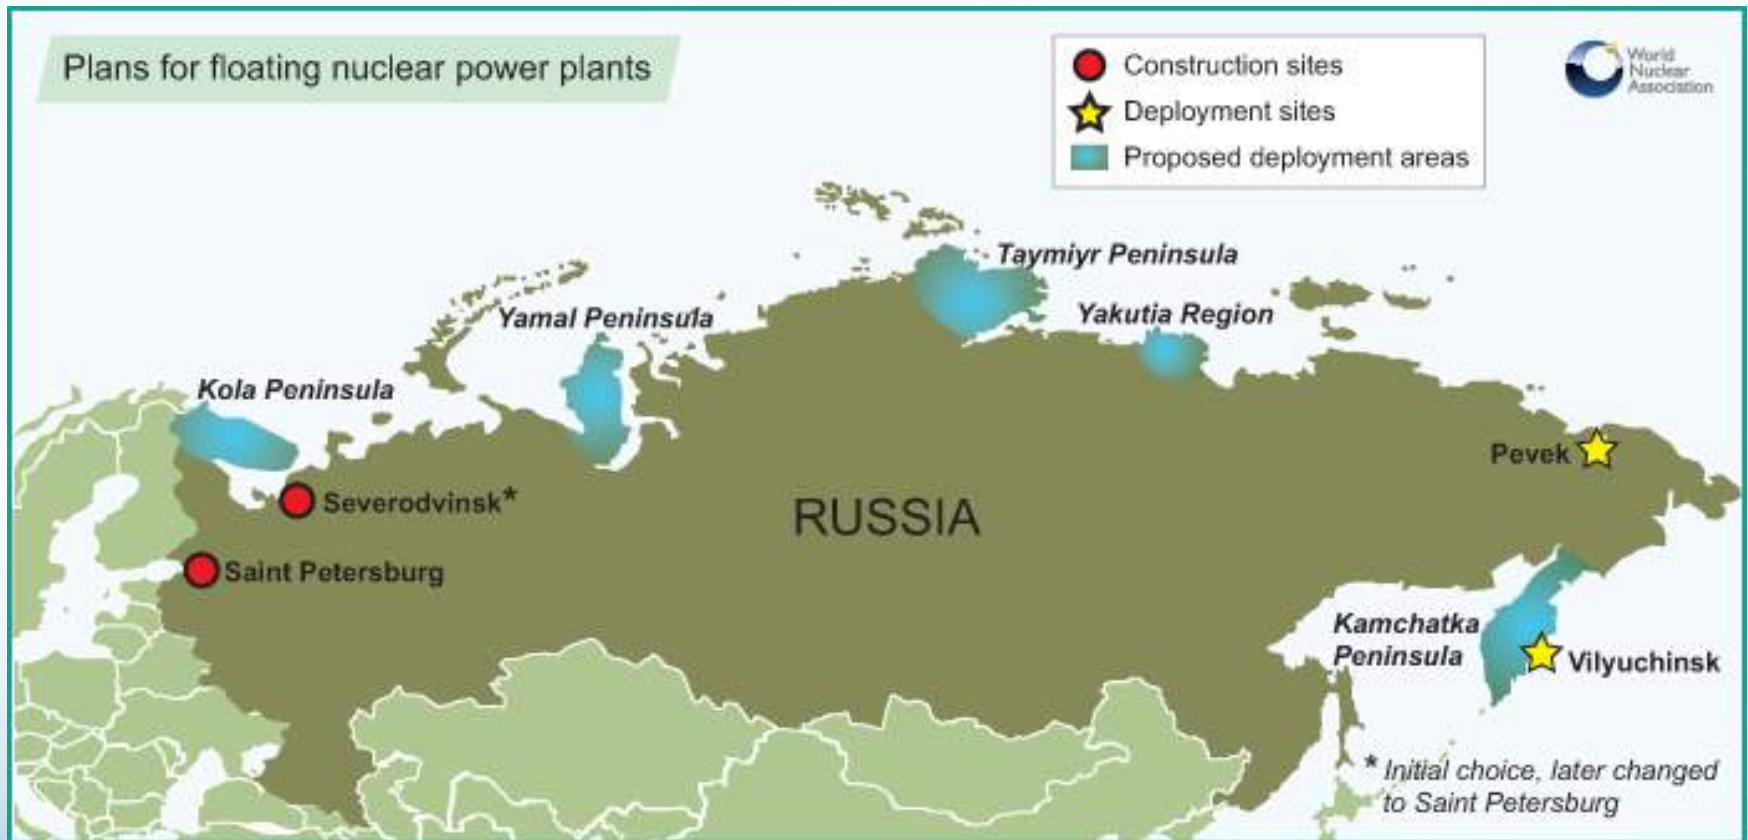 Plans for floating nuclear power plants
Construction sites
Deployment sites
Proposed deployment areas
World
Nuclear
Association
Taymiyr Peninsula
Yamal Peninsula
Yakutia Region
Kola Peninsula
Pevek
Severodvinsk*
RUSSIA
Saint Petersburg
Kamchatka
Peninsula
Vilyuchinsk
* Initial choice, later changed
to Saint Petersburg